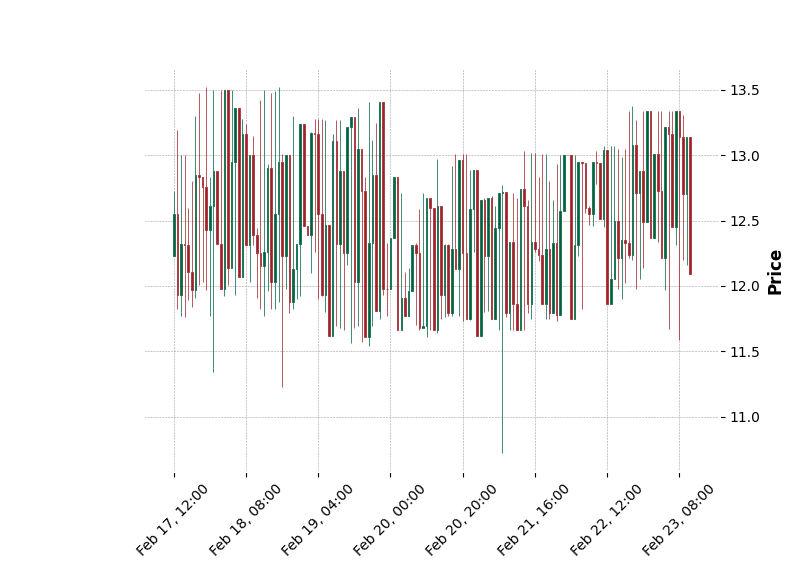 13.5
13.0
12.5
12.0
11.5
11.0
Price
Feb 17, 12:00
Feb 18, 08:00
Feb 19, 04:00
Feb 20, 00:00
Feb 20, 20:00
Feb 21, 16:00
Feb 22, 12:00
Feb 23, 08:00